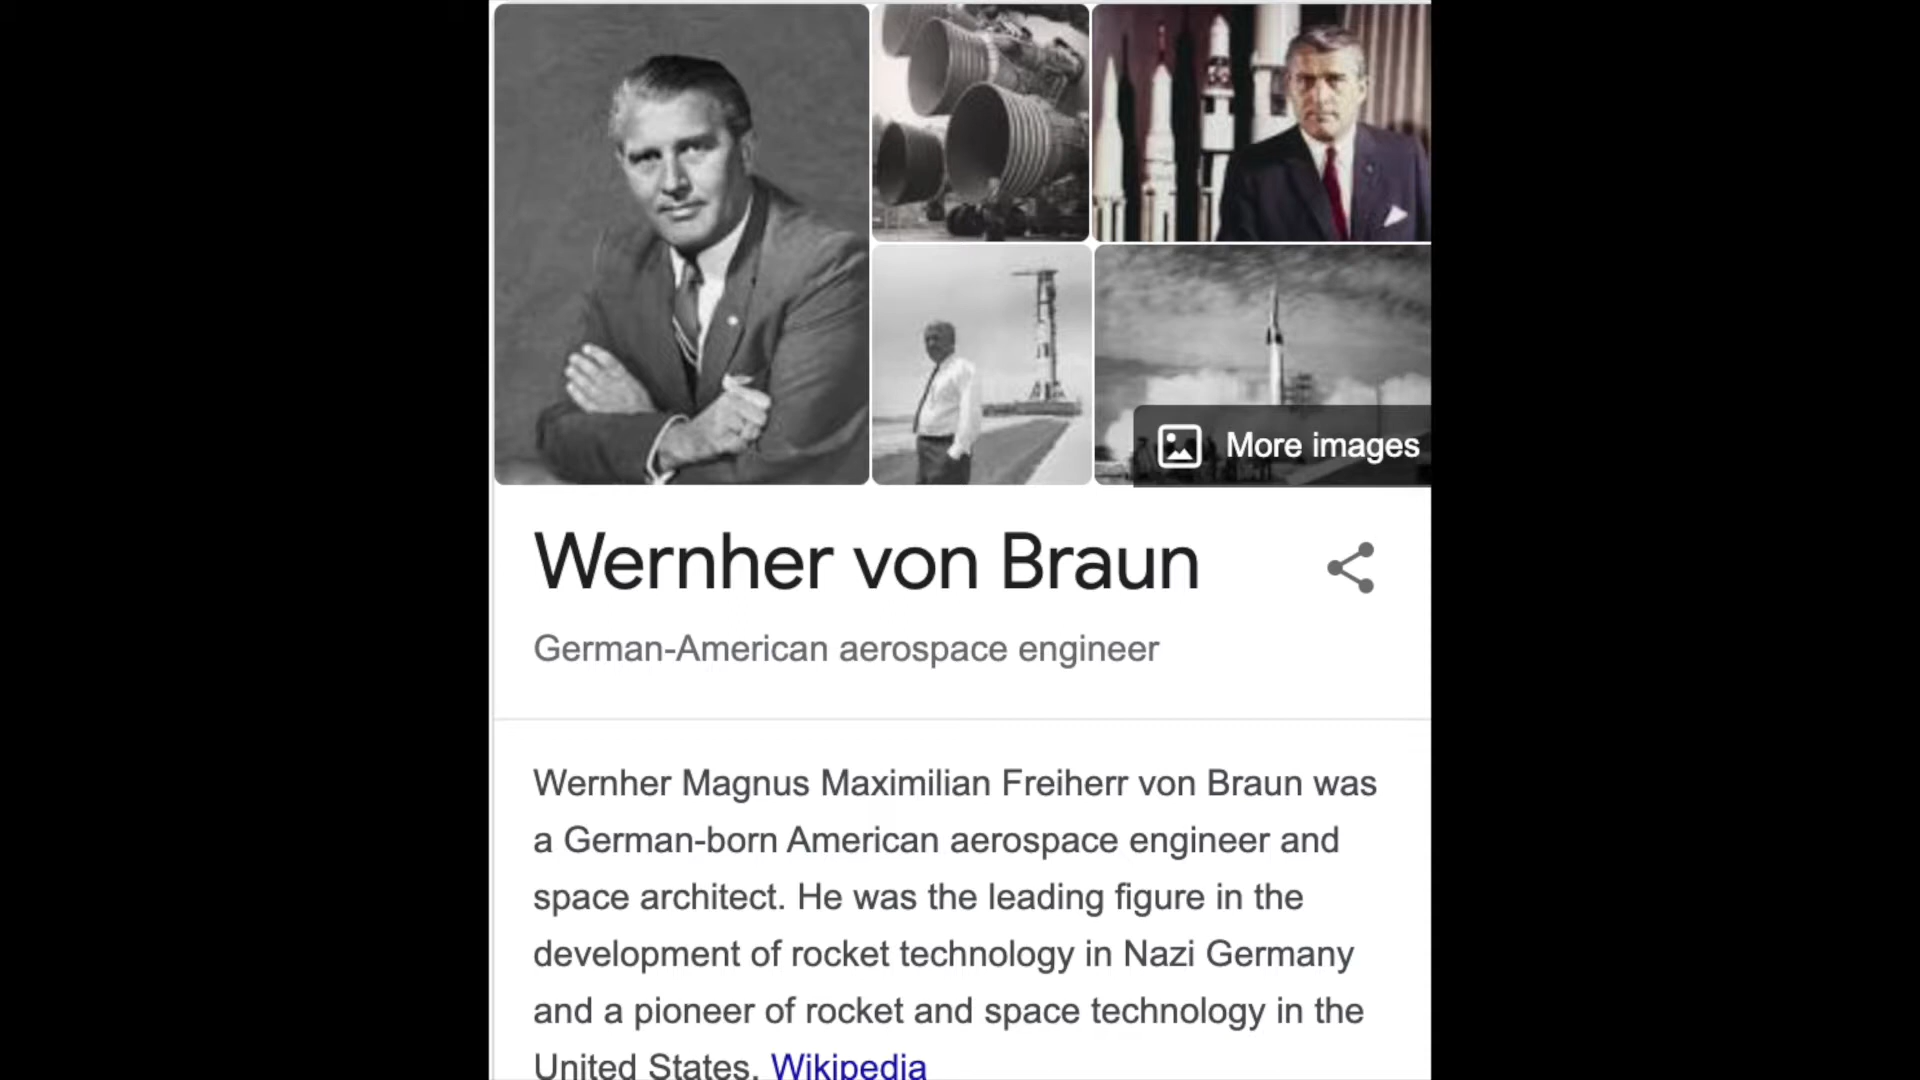 More images
Wernher von Braun
German-American aerospace engineer
Wernher Magnus Maximilian Freiherr von Braun was
a German-born American aerospace engineer and
space architect. He was the leading figure in the
development of rocket technology in Nazi Germany
and a pioneer of rocket and space technology in the
United States. Wikipedia